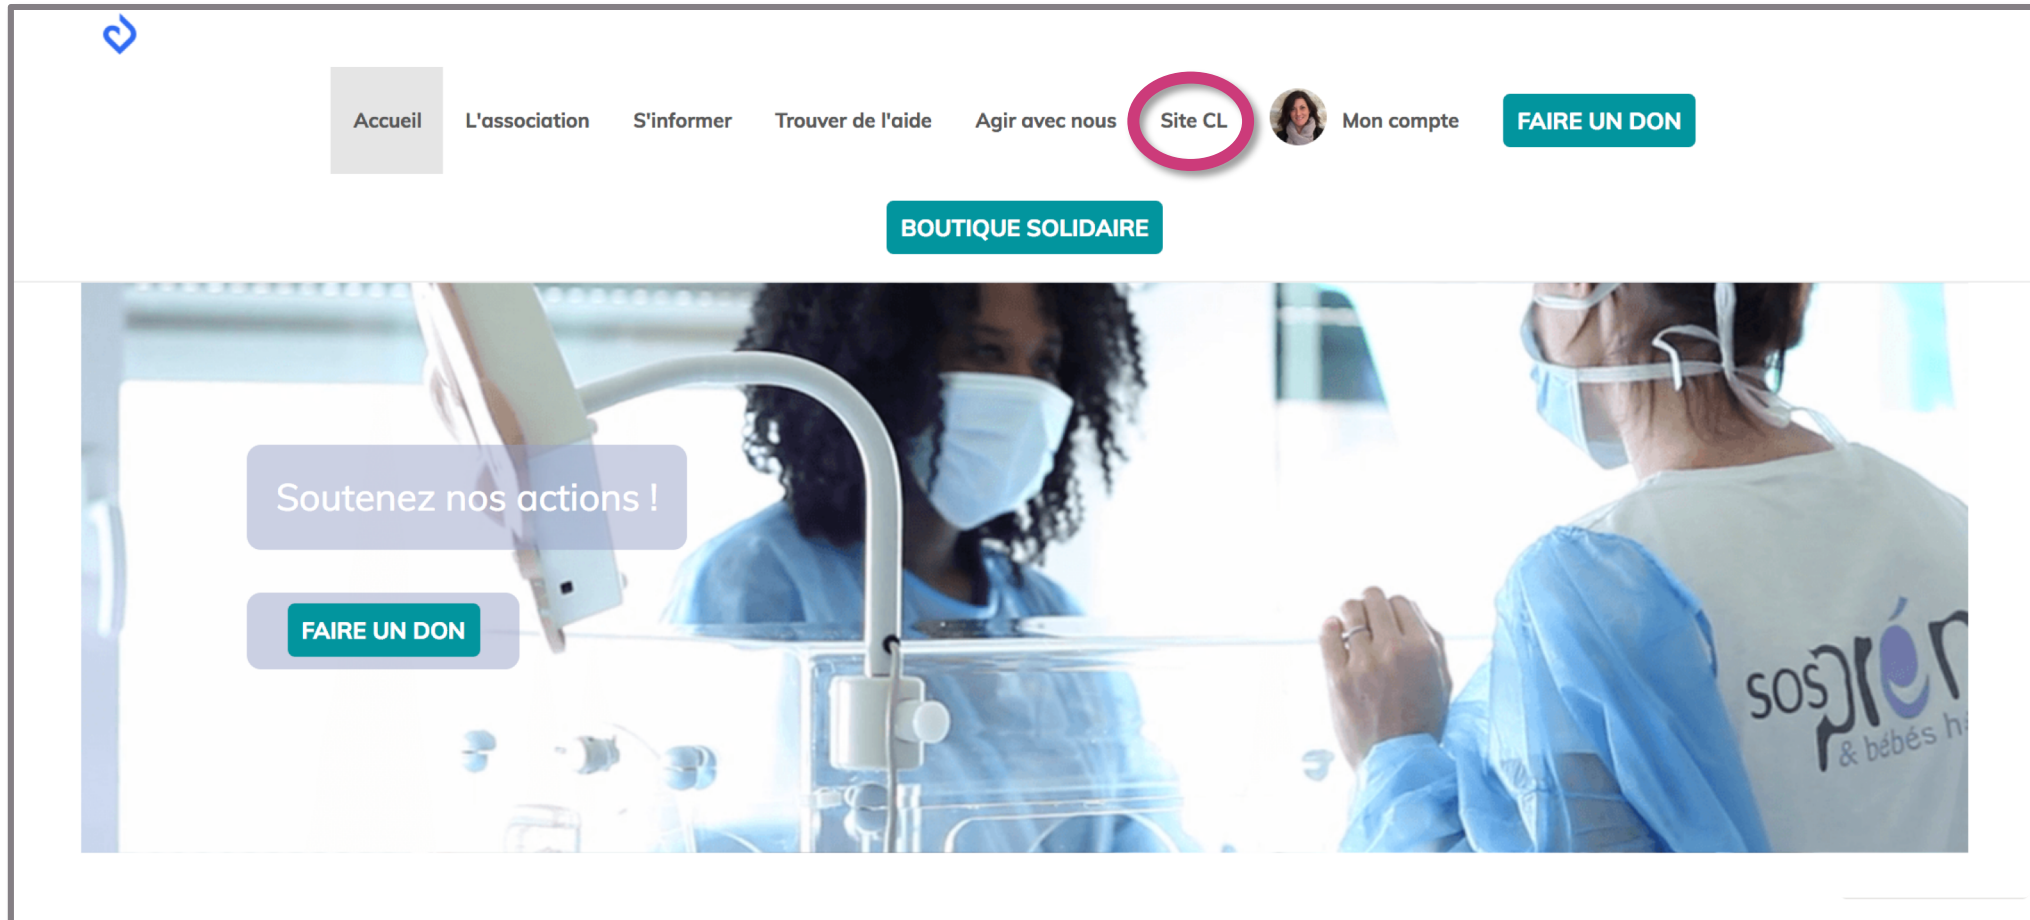 Accueil L'association S'informer Trouver de l'aide Agir avec nous Site CL Mon compte FAIRE UN DON
BOUTIQUE SOLIDAIRE
Soutenez nos actions !
FAIRE UN DON
sos
& bébés